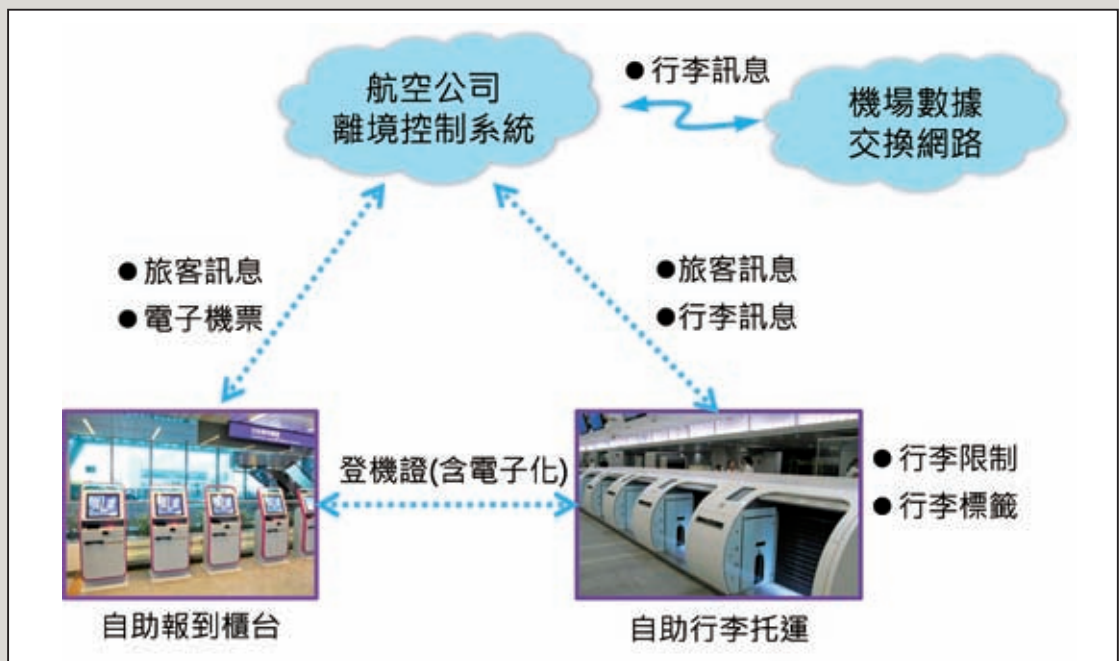 航空公司
離境控制系統
●行李訊息
機場數據
交換網路
●旅客訊息
●電子機票
●旅客訊息
●行李訊息
登機證(含電子化)
●行李限制
●行李標籤
自助報到櫃台
自助行李托運